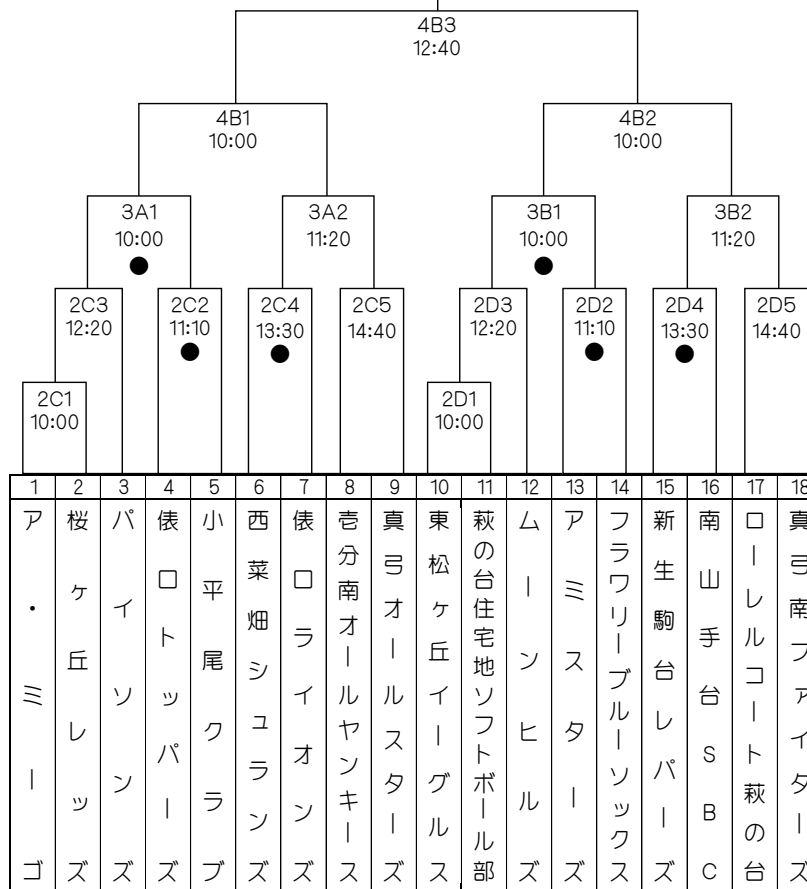 4B3
12:40
4B1
10:00
4B2
10:00
3A1
10:00
3A2
11:20
3B1
10:00
3B2
11:20
2C3
12:20
2C2
11:10
2C4
13:30
2C5
14:40
2D3
12:20
2D2
11:10
2D4
13:30
2D5
14:40
2C1
10:00
2D1
10:00
1 2 3 4 5 6 7 8 9 10 11 12 13 14 15 16 17 18
ア・ミーゴ
桜ヶ丘レッズ
パイソンズ
俵口トッパーズ
小平尾クラブ
西菜畑シュランズ
俵口ライオンズ
壱分南オールヤンキース
真弓オールスターズ
東松ヶ丘イーグルス
萩の台住宅地ソフトボール部
ムーンヒルズ
アミスターズ
フラワリーブルーソックス
新生駒台レパーズ
南山手台SBC
ローレルコート萩の台
真弓南ファイターズ